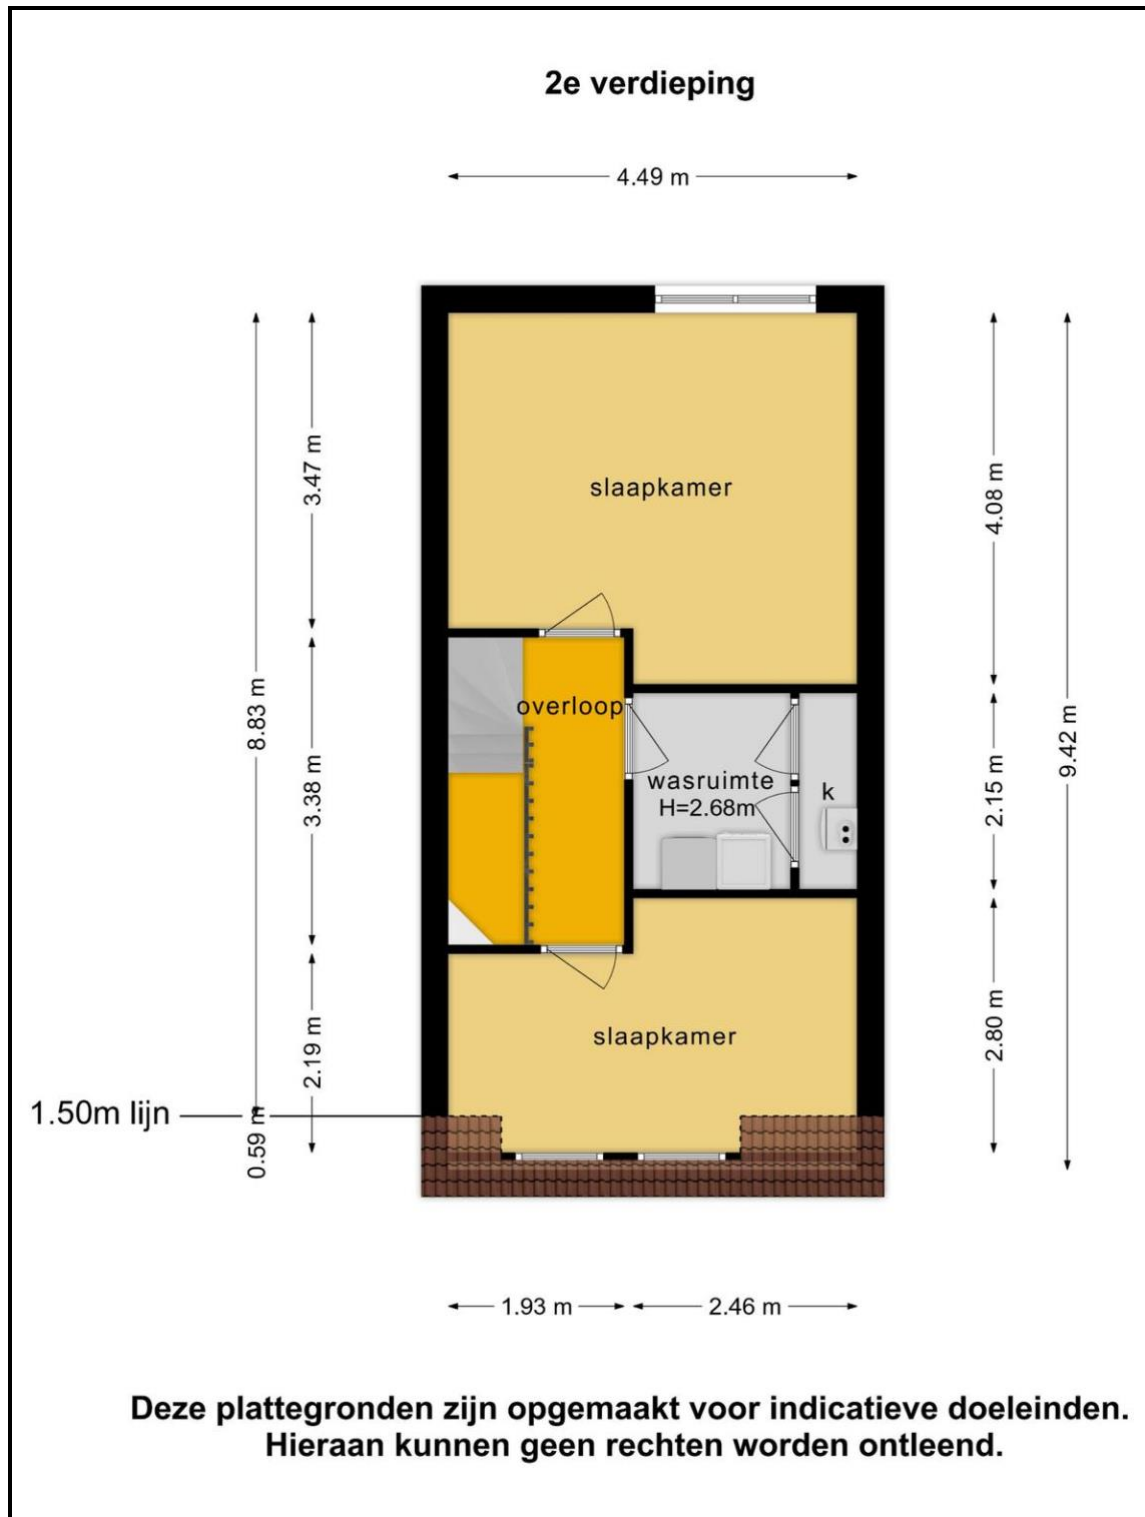 2e verdieping
4.49 m
3.47 m
8.83 m
3.38 m
2.19 m
0.59 m
1.50m lijn
slaapkamer
overloop
wasruimte
H=2.68m
k
slaapkamer
4.08 m
9.42 m
2.15 m
2.80 m
1.93 m
2.46 m
Deze plattegronden zijn opgemaakt voor indicatieve doeleinden.
Hieraan kunnen geen rechten worden ontleend.